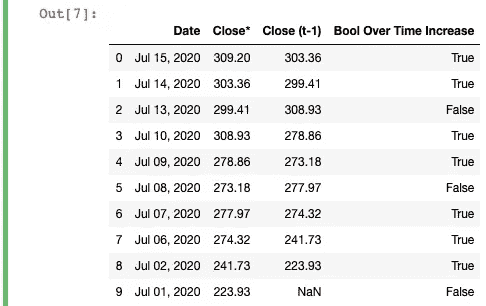 Out[7]:
Date Close* Close (t-1) Bool Over Time Increase
0 Jul 15, 2020 309.20 303.36 True
1 Jul 14, 2020 303.36 299.41 True
2 Jul 13, 2020 299.41 308.93 False
3 Jul 10, 2020 308.93 278.86 True
4 Jul 09, 2020 278.86 273.18 True
5 Jul 08, 2020 273.18 277.97 False
6 Jul 07, 2020 277.97 274.32 True
7 Jul 06, 2020 274.32 241.73 True
8 Jul 02, 2020 241.73 223.93 True
9 Jul 01, 2020 223.93 NaN False